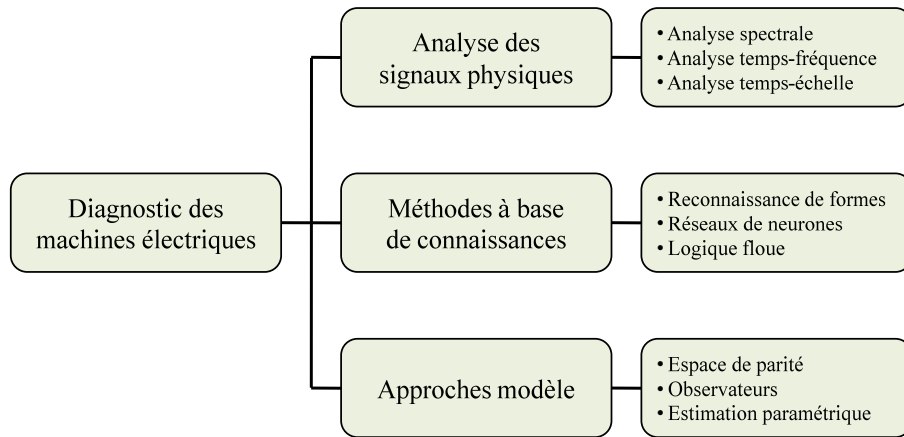 Analyse des
signaux physiques
• Analyse spectrale
• Analyse temps-fréquence
• Analyse temps-échelle
Diagnostic des
machines électriques
Méthodes à base
de connaissances
• Reconnaissance de formes
• Réseaux de neurones
• Logique floue
Approches modèle
• Espace de parité
• Observateurs
• Estimation paramétrique